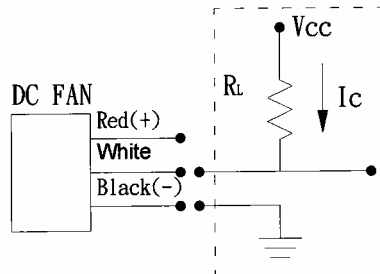 Vcc
DC FAN
RL
Ic
Red(+)
White
Black(-)